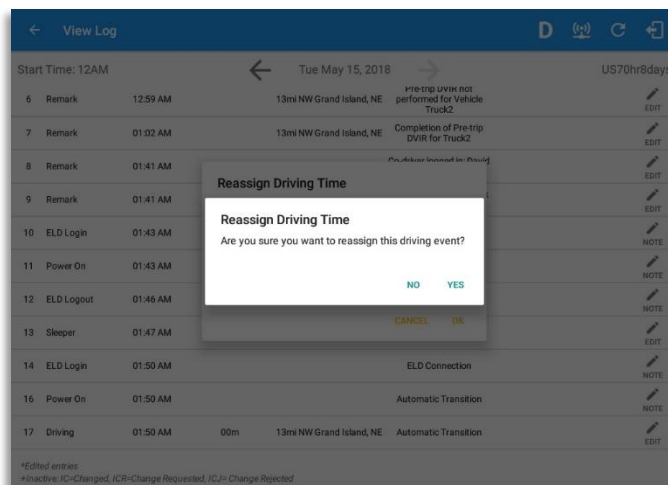 View Log
D
Start Time: 12AM
Tue May 15, 2018
US70hr8days
6 Remark 12:59 AM 13mi NW Grand Island, NE Pre-trip DVIR not performed for Vehicle Truck2 EDIT
7 Remark 01:02 AM 13mi NW Grand Island, NE Completion of Pre-trip DVIR for Truck2 EDIT
8 Remark 01:41 AM Co-driver logged in: David EDIT
Reassign Driving Time
9 Remark 01:41 AM EDIT
Reassign Driving Time
Are you sure you want to reassign this driving event?
NO YES
10 ELD Login 01:43 AM NOTE
11 Power On 01:43 AM NOTE
12 ELD Logout 01:46 AM NOTE
CANCEL OK
13 Sleeper 01:47 AM EDIT
14 ELD Login 01:50 AM ELD Connection NOTE
16 Power On 01:50 AM Automatic Transition NOTE
17 Driving 01:50 AM 00m 13mi NW Grand Island, NE Automatic Transition EDIT
*Edited entries
+Inactive: IC=Changed, ICR=Change Requested, ICJ= Change Rejected